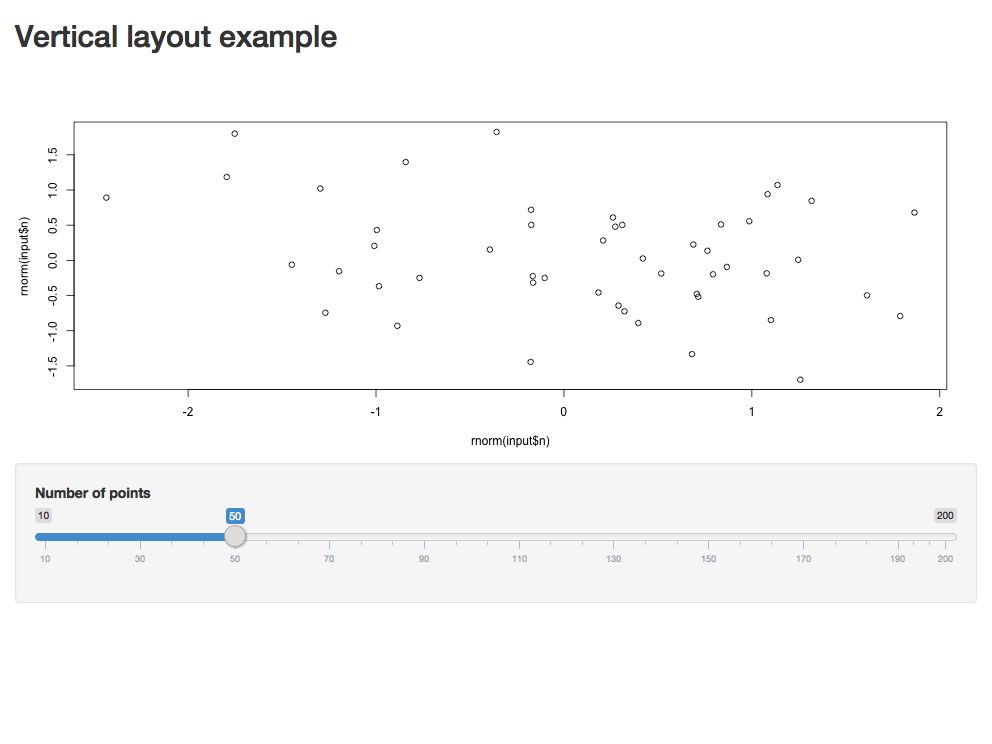 Vertical layout example
1.5
1.0
0.5
0.0
-0.5
-1.0
-1.5
rnorm(input$n)
-2 -1 0 1 2
rnorm(input$n)
Number of points
10 50 200
10 30 50 70 90 110 130 150 170 190 200